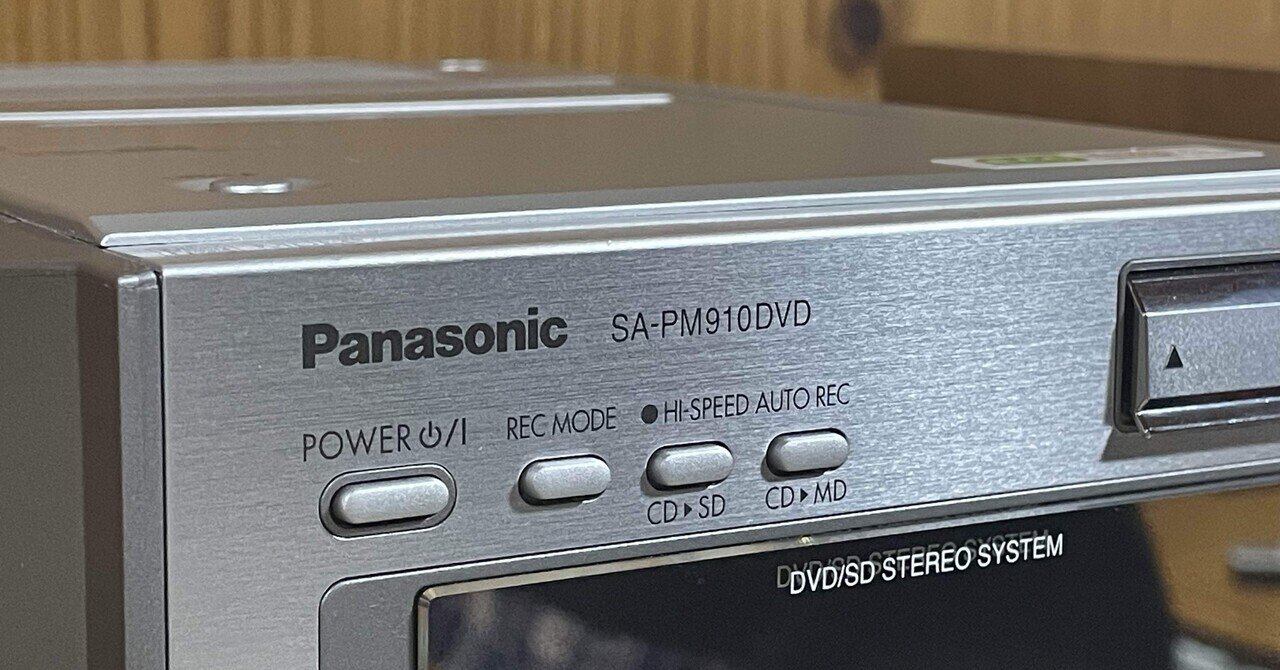 Panasonic SA-PM910DVD
POWER ⏻/I REC MODE ● HI-SPEED AUTO REC
CD▶SD CD▶MD
▲
DVD/SD STEREO SYSTEM